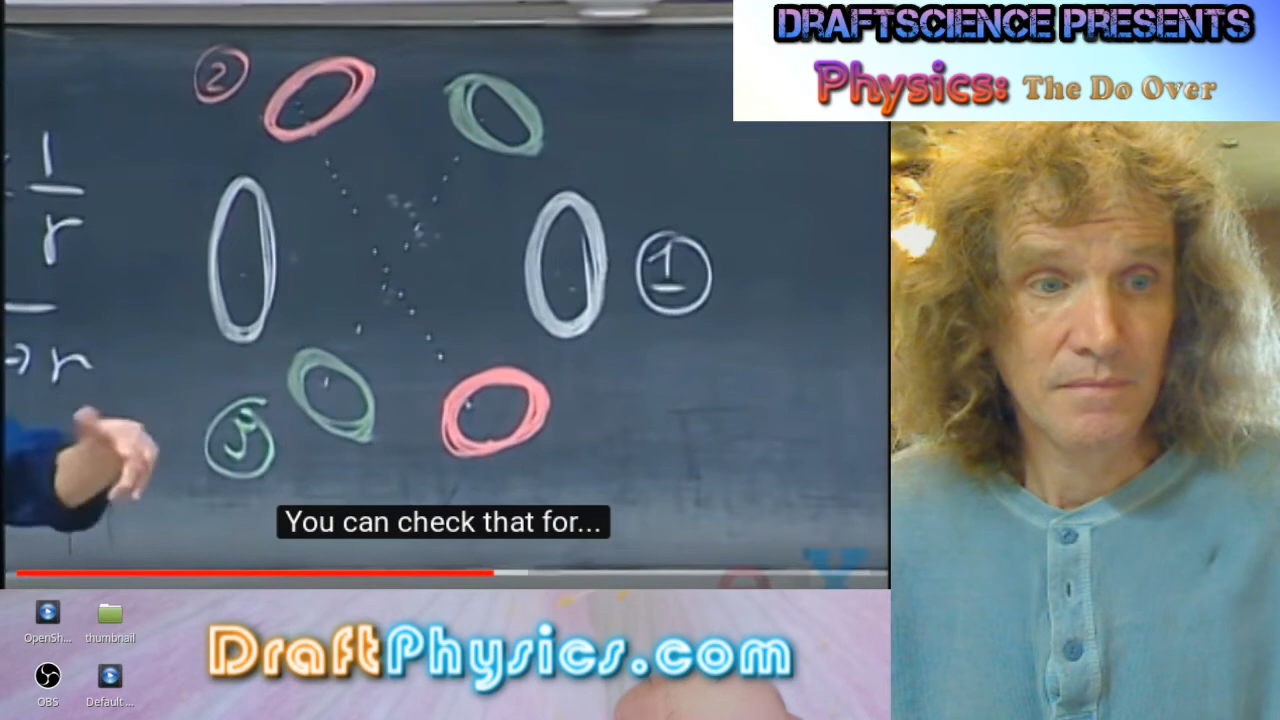 DRAFTSCIENCE PRESENTS
Physics: The Do Over
2
1
r
1
→ r
3
You can check that for...
DraftPhysics.com
OpenSh...
thumbnail
OBS
Default ...